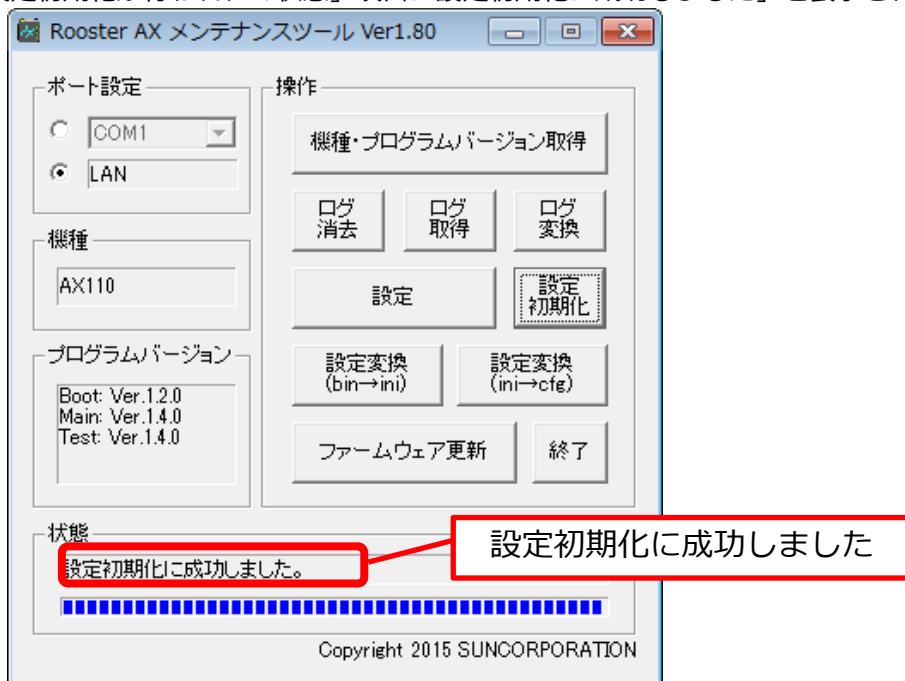 Rooster AX メンテナンスツール Ver1.80
ポート設定
COM1
LAN
機種
AX110
プログラムバージョン
Boot: Ver.1.2.0
Main: Ver.1.4.0
Test: Ver.1.4.0
操作
機種・プログラムバージョン取得
ログ
消去
ログ
取得
ログ
変換
設定
設定
初期化
設定変換
(bin→ini)
設定変換
(ini→cfg)
ファームウェア更新
終了
状態
設定初期化に成功しました。
設定初期化に成功しました
Copyright 2015 SUNCORPORATION